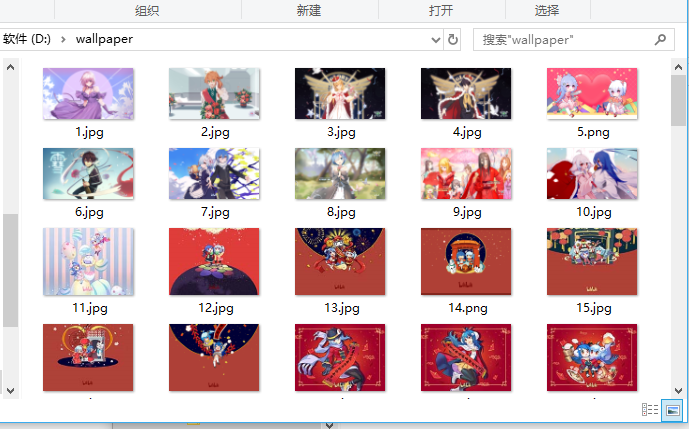 组织 新建 打开 选择
软件 (D:) wallpaper 搜索"wallpaper"
1.jpg 2.jpg 3.jpg 4.jpg 5.png
6.jpg 7.jpg 8.jpg 9.jpg 10.jpg
11.jpg 12.jpg 13.jpg 14.png 15.jpg